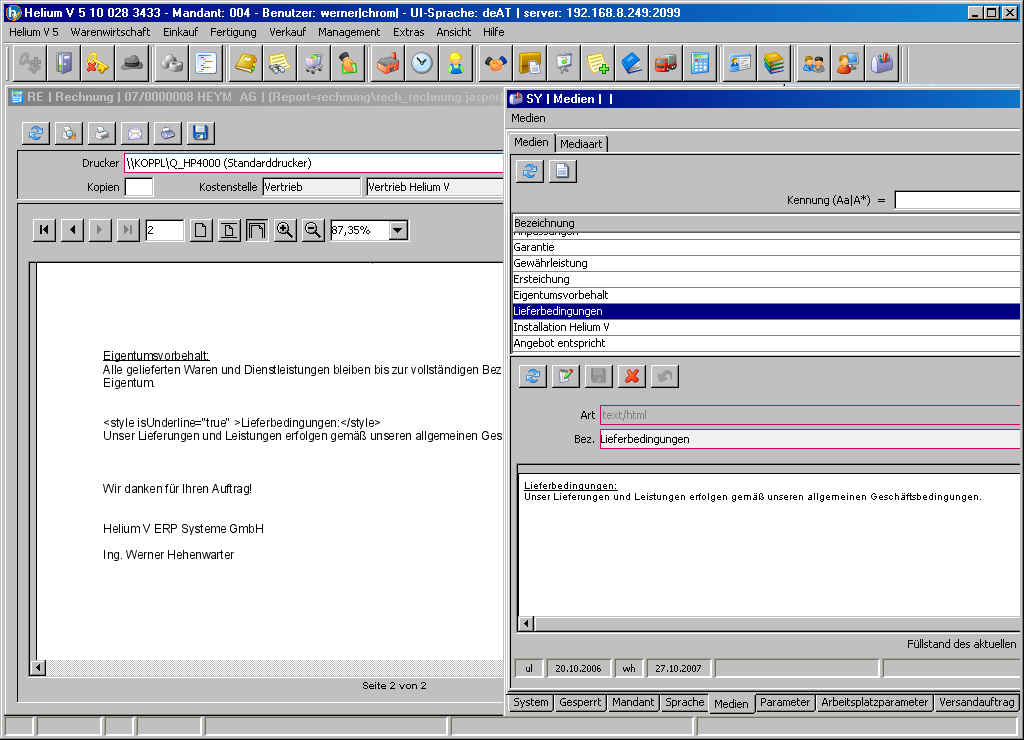 Helium V 5 10 028 3433 - Mandant: 004 - Benutzer: werner|chrom| - UI-Sprache: deAT | server: 192.168.8.249:2099
Helium V 5 Warenwirtschaft Einkauf Fertigung Verkauf Management Extras Ansicht Hilfe
RE | Rechnung | 07/0000008 HEYM AG | (Report=rechnung\rech_rechnung jasper
Drucker \\KOPPL\Q_HP4000 (Standarddrucker)
Kopien Kostenstelle Vertrieb Vertrieb Helium V
2 87,35%
Eigentumsvorbehalt:
Alle gelieferten Waren und Dienstleistungen bleiben bis zur vollständigen Bez
Eigentum.
<style isUnderline="true" >Lieferbedingungen:</style>
Unser Lieferungen und Leistungen erfolgen gemäß unseren allgemeinen Ges
Wir danken für Ihren Auftrag!
Helium V ERP Systeme GmbH
Ing. Werner Hehenwarter
Seite 2 von 2
SY | Medien | |
Medien
Medien Mediaart
Kennung (Aa|A*) =
Bezeichnung
Anpassungen
Garantie
Gewährleistung
Ersteichung
Eigentumsvorbehalt
Lieferbedingungen
Installation Helium V
Angebot entspricht
Art text/html
Bez. Lieferbedingungen
Lieferbedingungen:
Unser Lieferungen und Leistungen erfolgen gemäß unseren allgemeinen Geschäftsbedingungen.
Füllstand des aktuellen
ul 20.10.2006 wh 27.10.2007
System Gesperrt Mandant Sprache Medien Parameter Arbeitsplatzparameter Versandauftrag